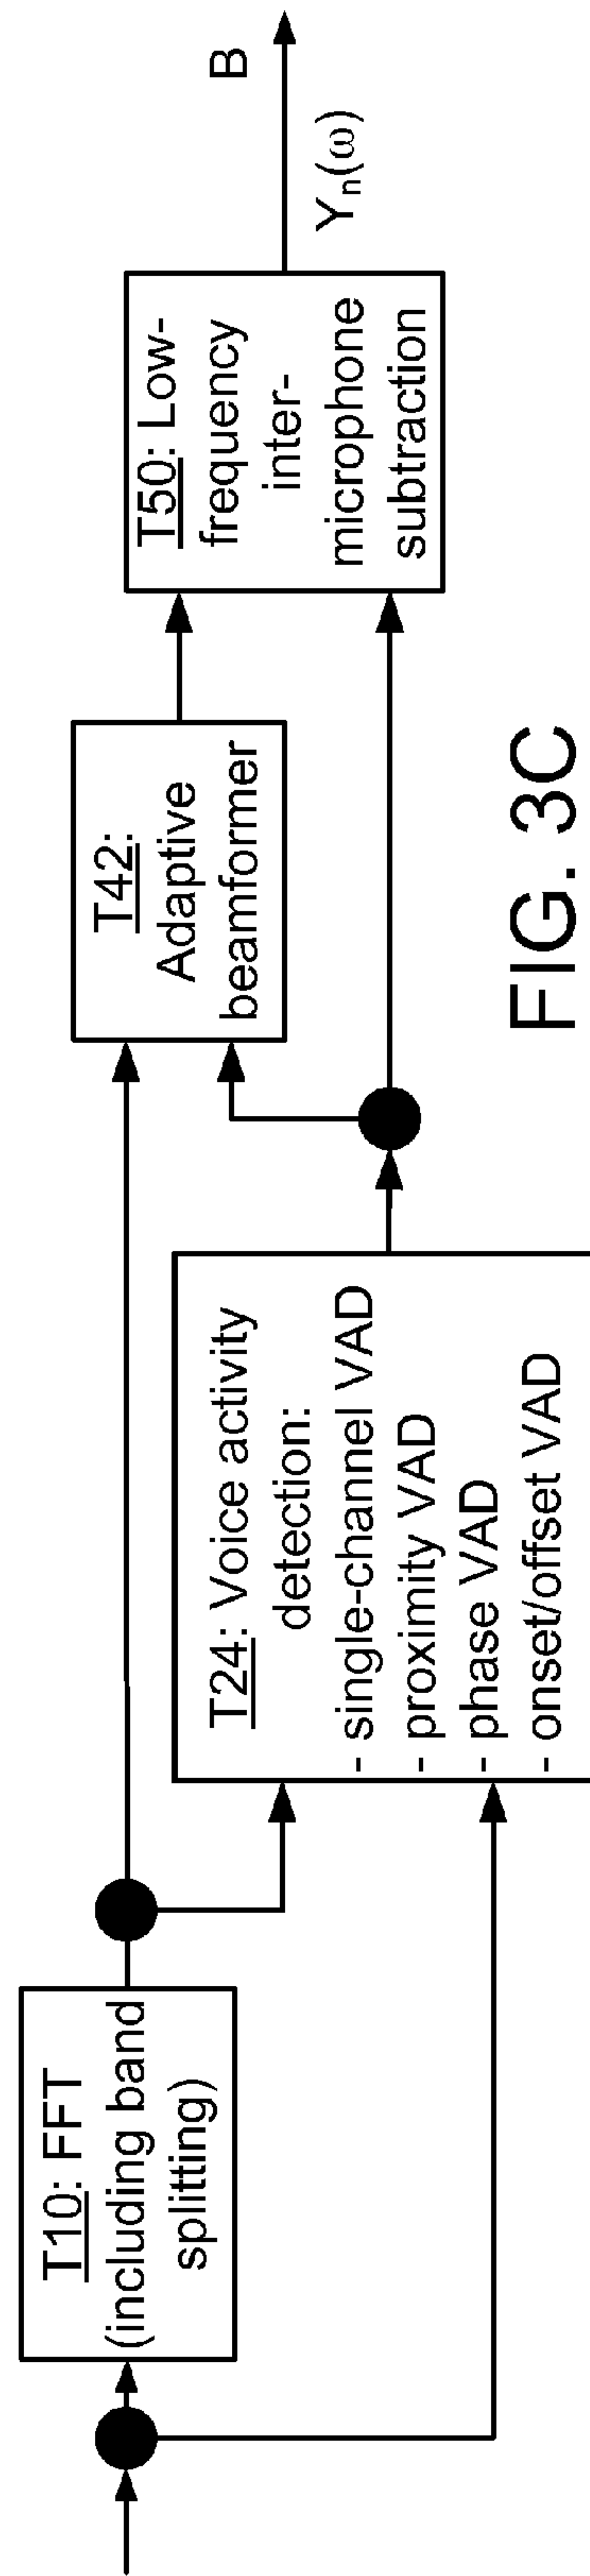 T10: FFT
(including band
splitting)
T24: Voice activity
detection:
- single-channel VAD
- proximity VAD
- phase VAD
- onset/offset VAD
T42:
Adaptive
beamformer
T50: Low-
frequency
inter-
microphone
subtraction
B
Yn(ω)
FIG. 3C